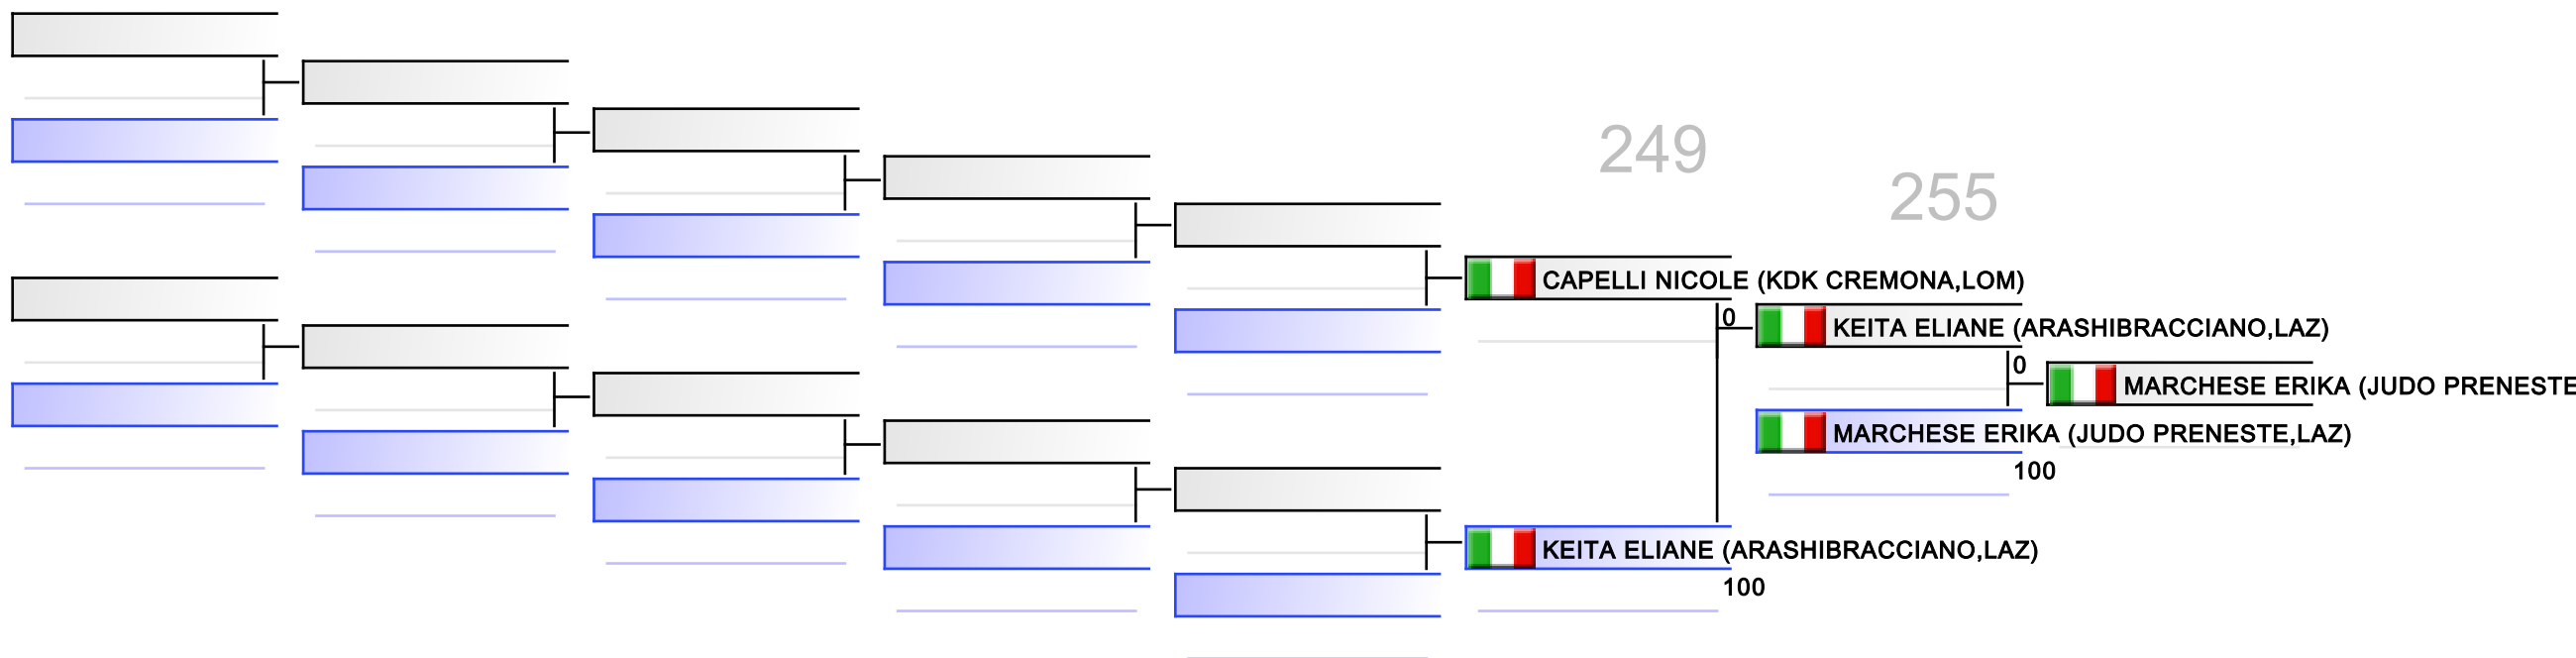 249
255
CAPELLI NICOLE (KDK CREMONA,LOM)
0
KEITA ELIANE (ARASHIBRACCIANO,LAZ)
0
MARCHESE ERIKA (JUDO PRENESTE
MARCHESE ERIKA (JUDO PRENESTE,LAZ)
100
KEITA ELIANE (ARASHIBRACCIANO,LAZ)
100